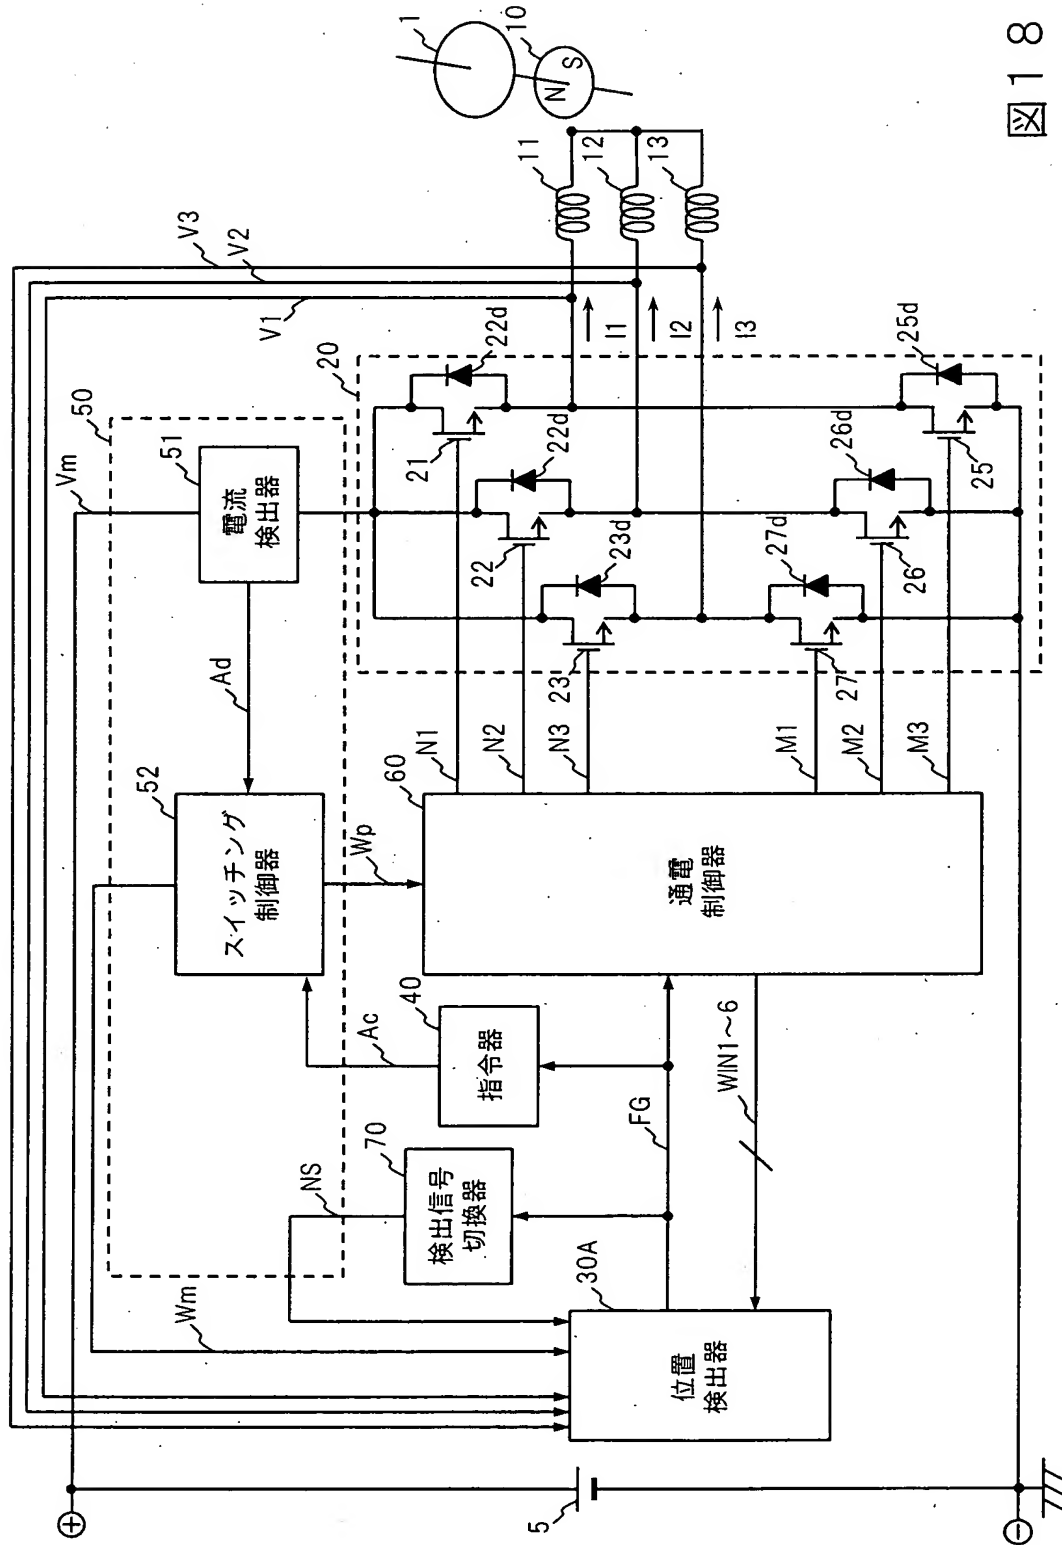 図18
1
10
N
S
11
12
13
V3
V2
V1
I1
I2
I3
20
50
Vm
51
電流
検出器
Ad
52
スイッチング
制御器
Wp
Wm
22d
21
22d
22
23d
23
25d
25
26d
26
27d
27
N1
N2
N3
M1
M2
M3
60
通電
制御器
40
指令器
Ac
70
検出信号
切換器
NS
FG
WIN1~6
30A
位置
検出器
5
+
−